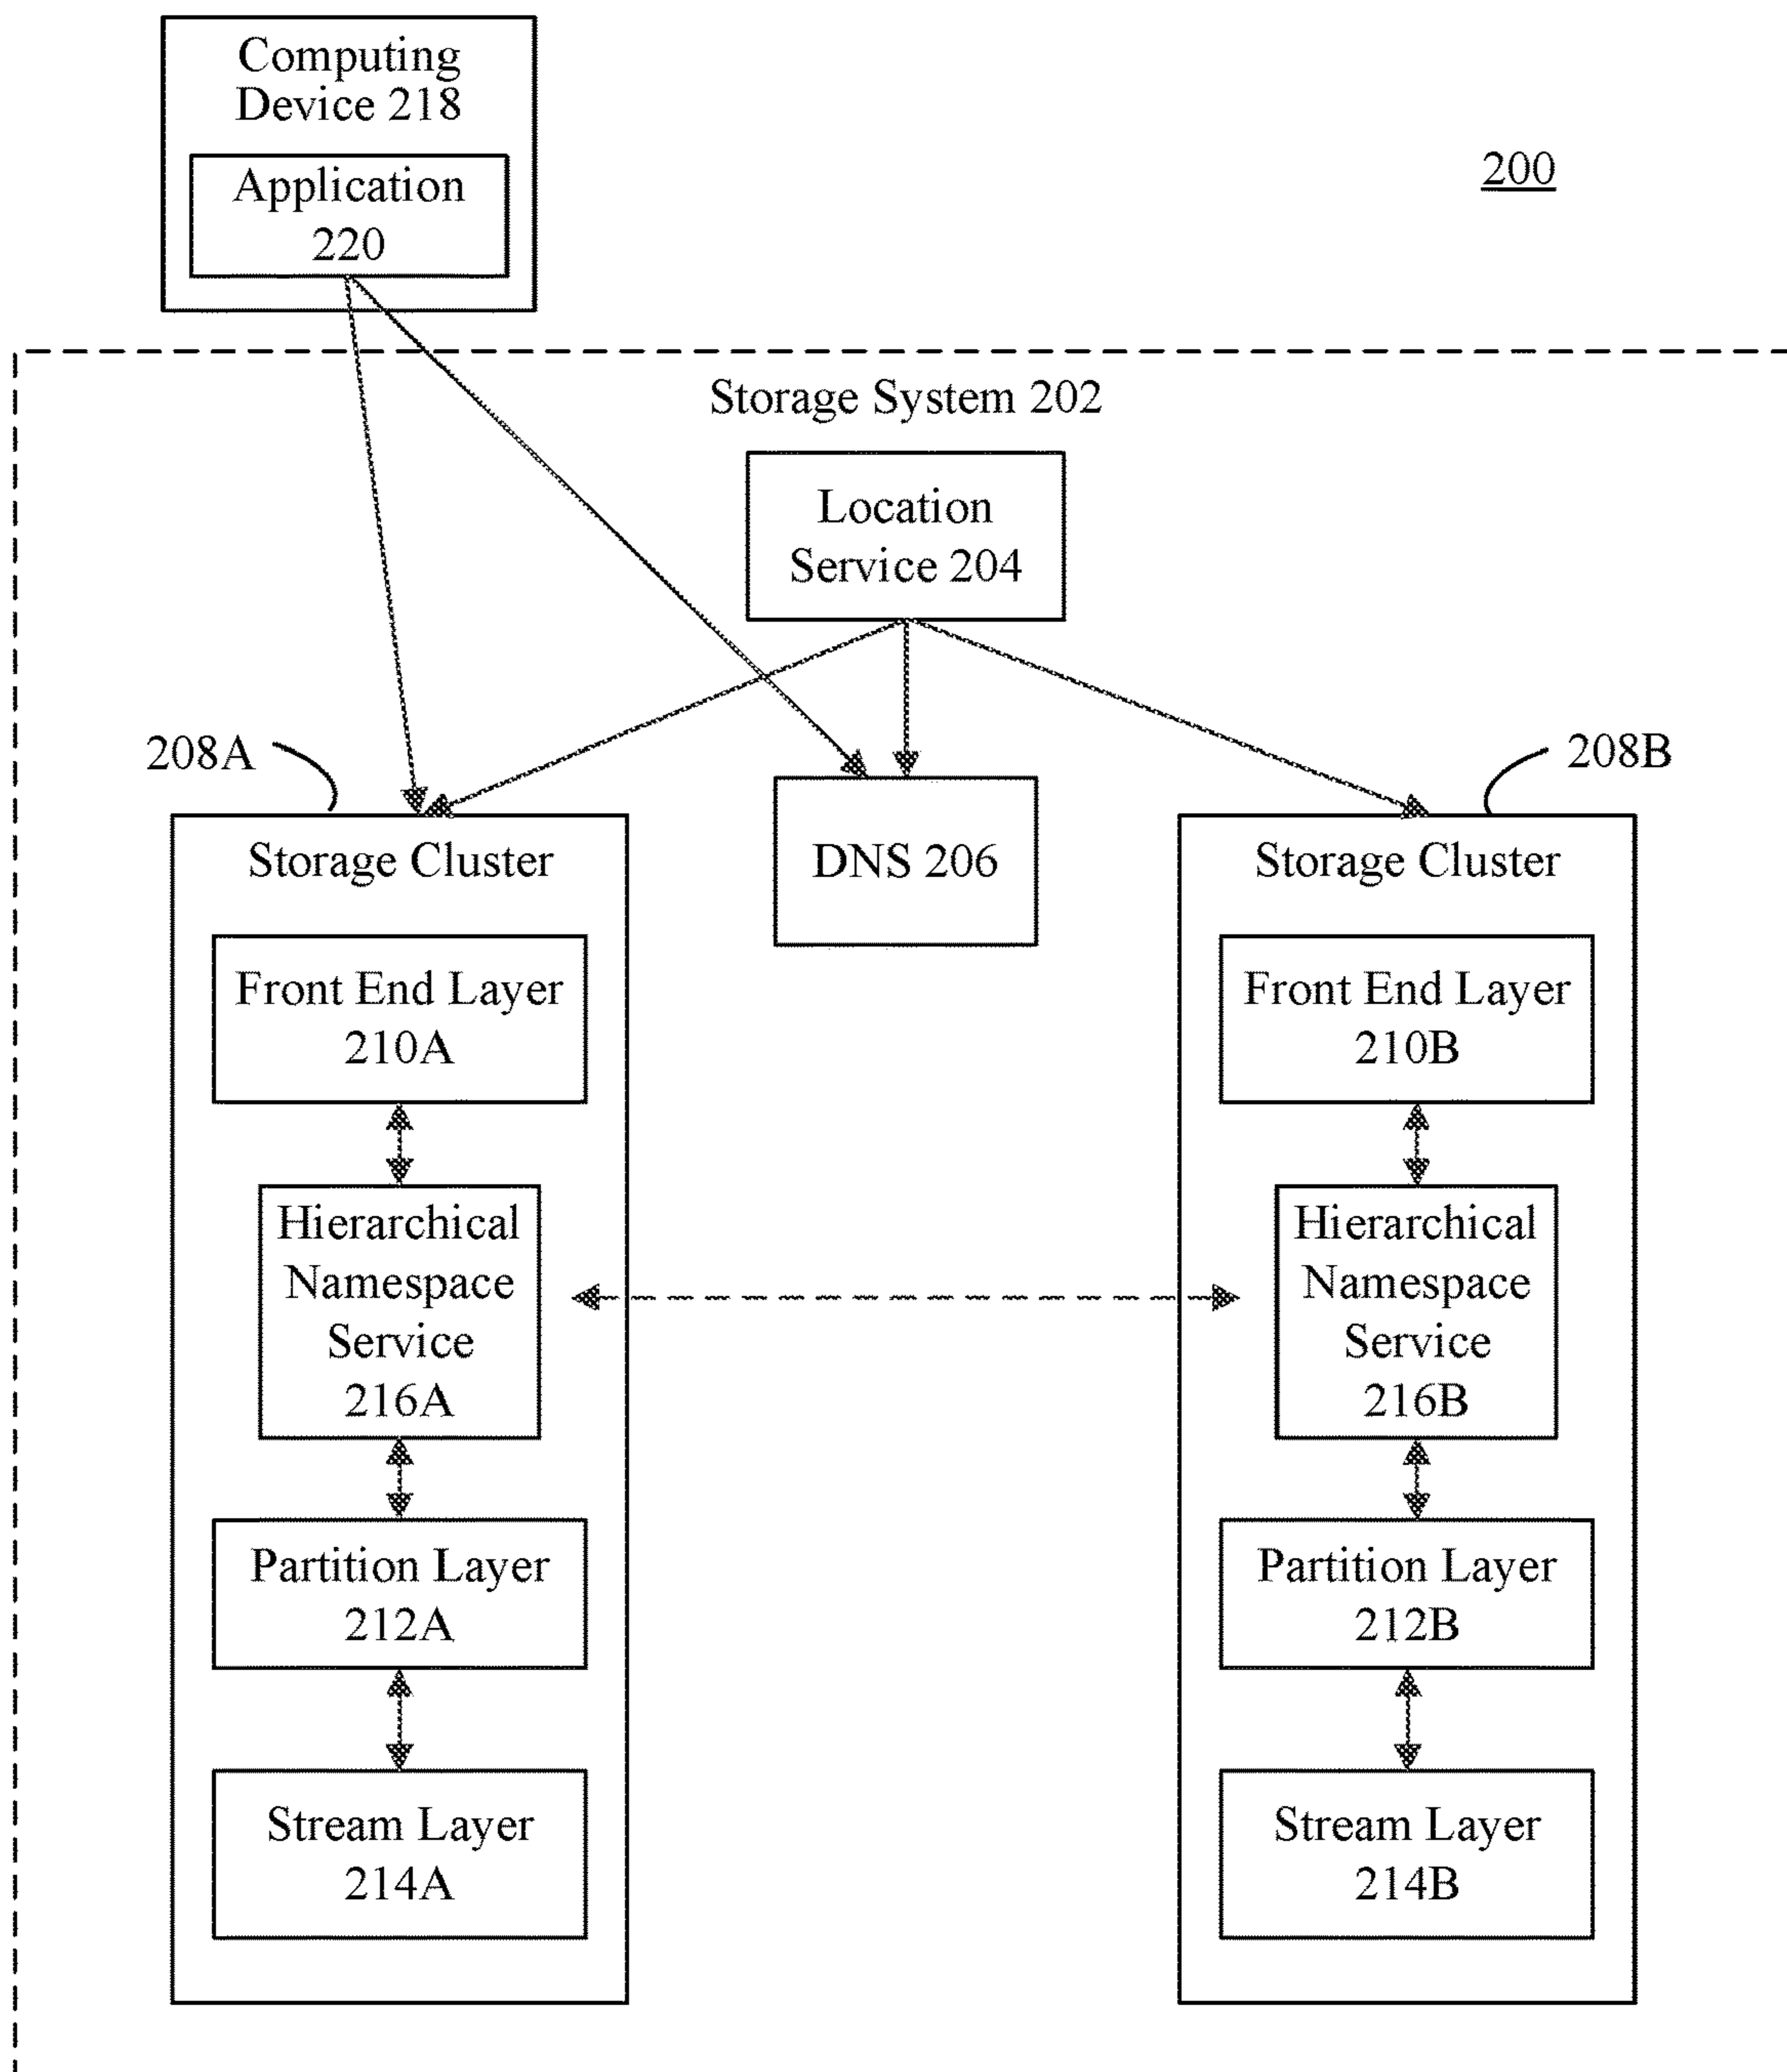 Computing
Device 218
Application
220
200
Storage System 202
Location
Service 204
208A
208B
Storage Cluster
DNS 206
Storage Cluster
Front End Layer
210A
Front End Layer
210B
Hierarchical
Namespace
Service
216A
Hierarchical
Namespace
Service
216B
Partition Layer
212A
Partition Layer
212B
Stream Layer
214A
Stream Layer
214B